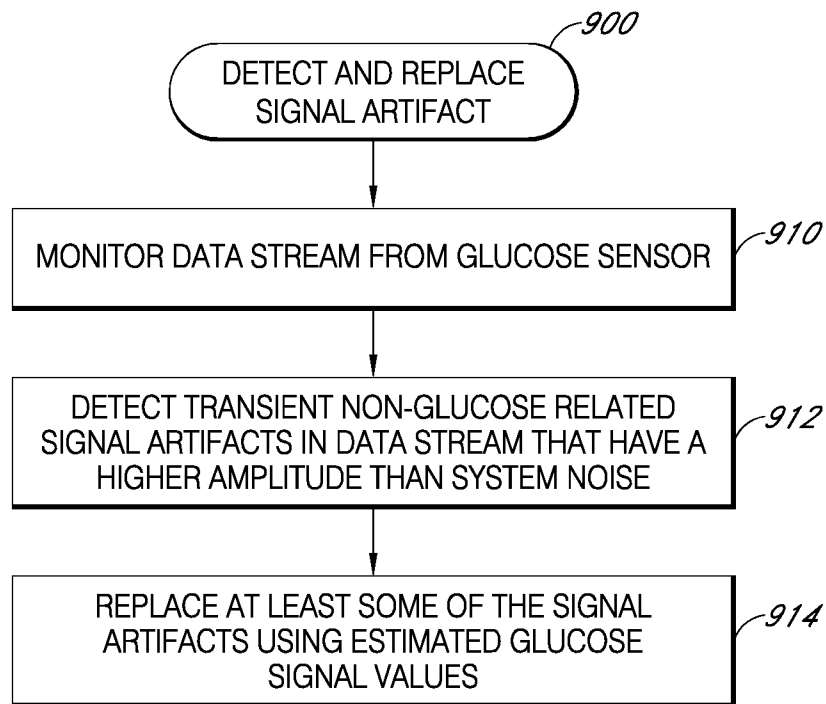 900
DETECT AND REPLACE
SIGNAL ARTIFACT
910
MONITOR DATA STREAM FROM GLUCOSE SENSOR
912
DETECT TRANSIENT NON-GLUCOSE RELATED
SIGNAL ARTIFACTS IN DATA STREAM THAT HAVE A
HIGHER AMPLITUDE THAN SYSTEM NOISE
914
REPLACE AT LEAST SOME OF THE SIGNAL
ARTIFACTS USING ESTIMATED GLUCOSE
SIGNAL VALUES